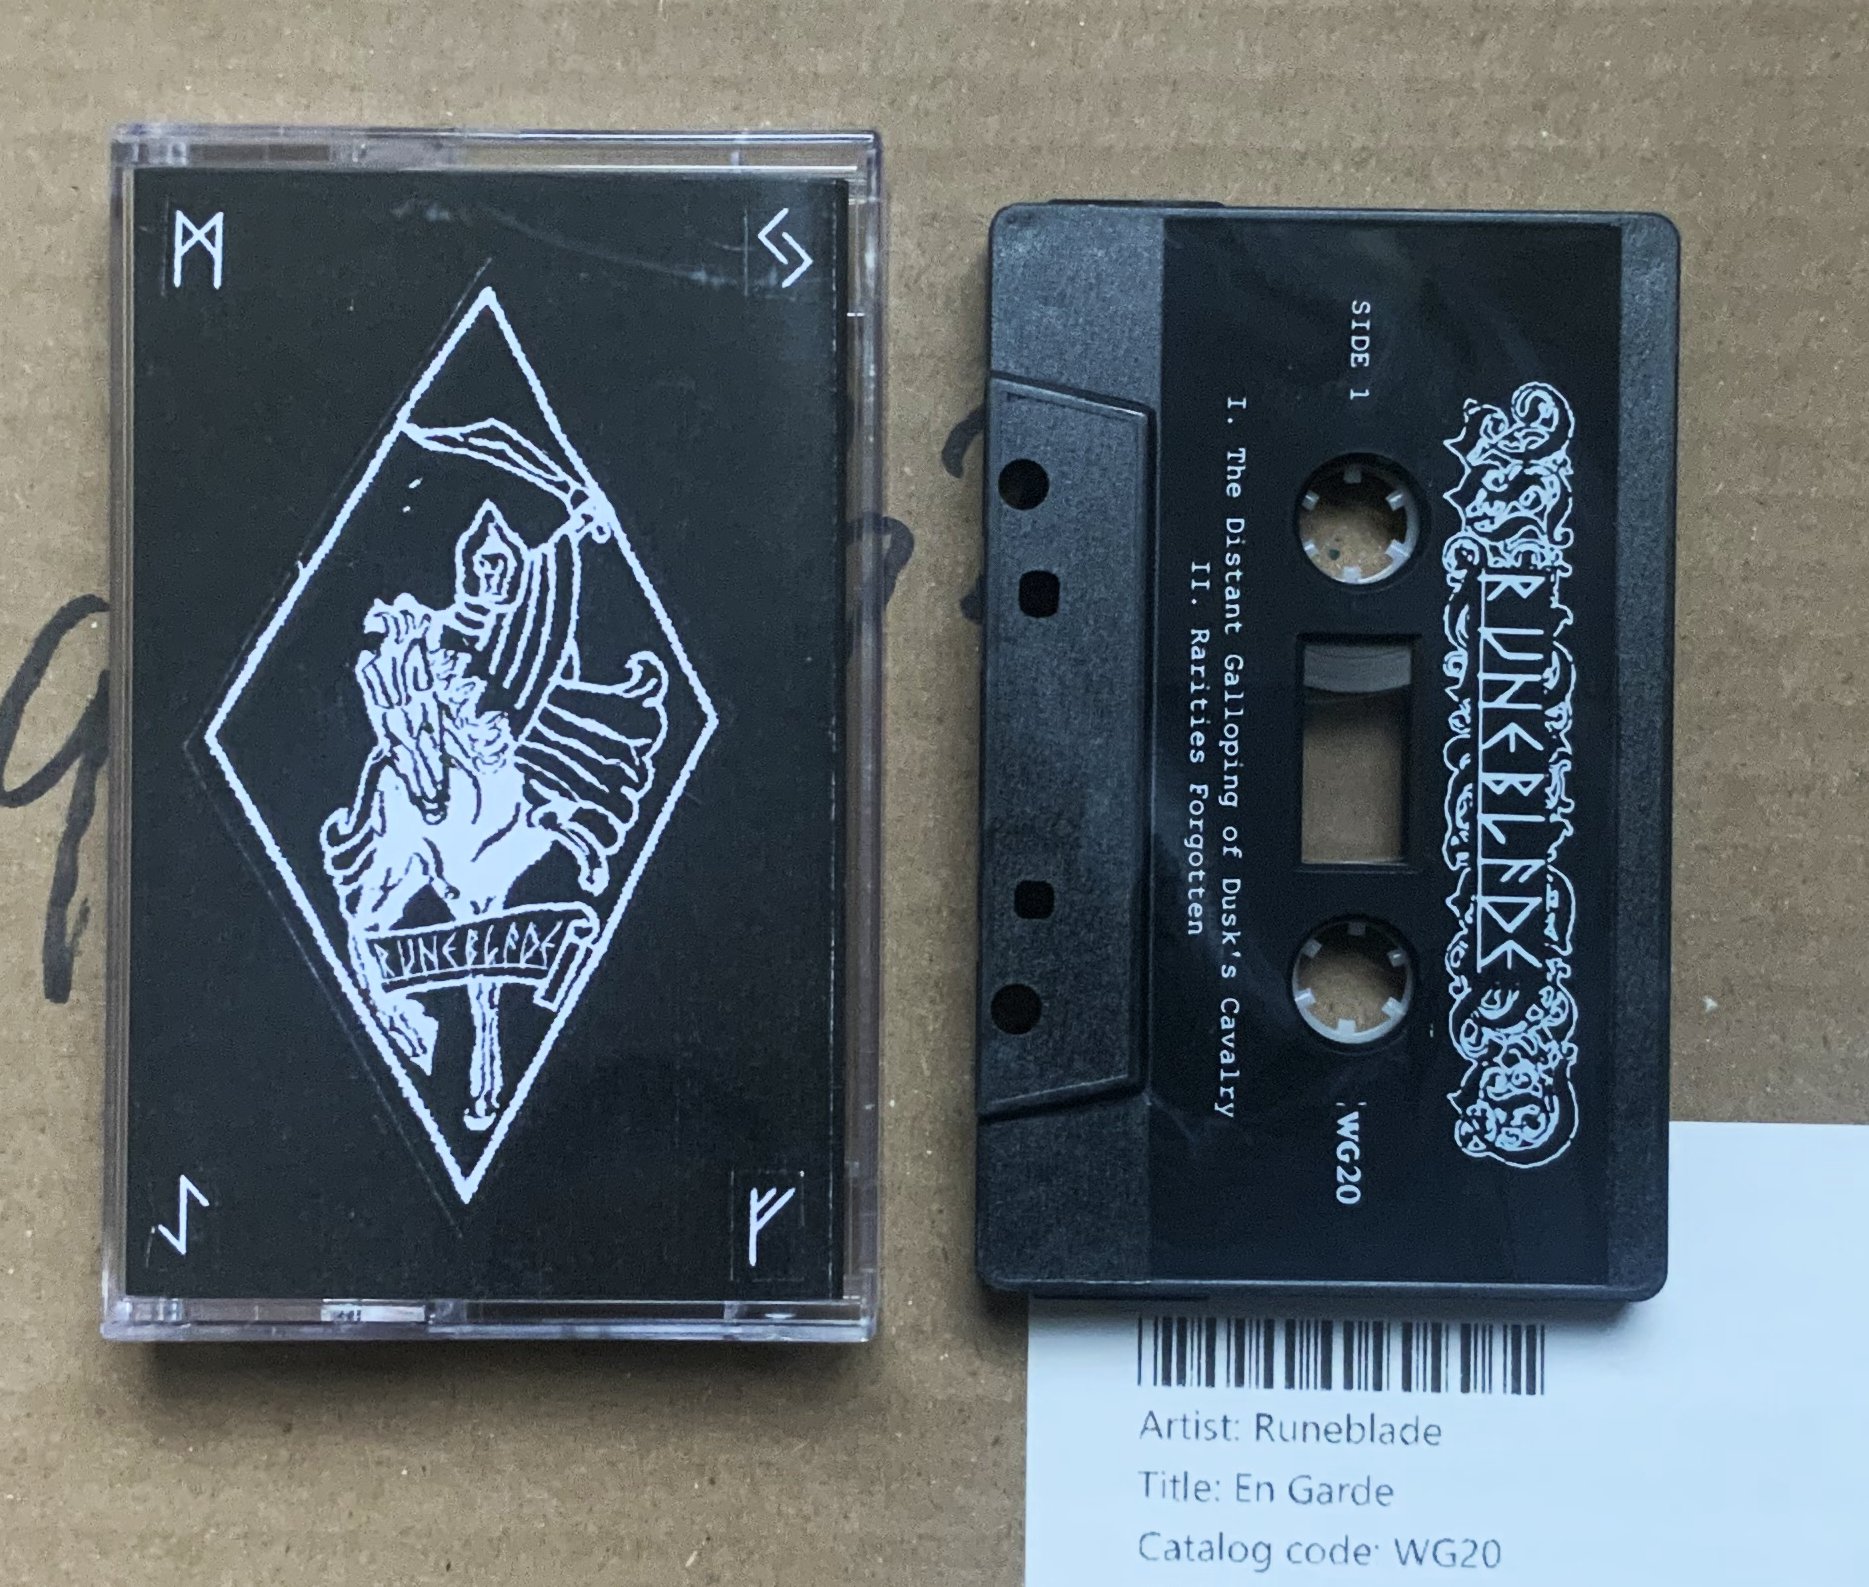 ᛗ ᛃ
RUNEBLADE
ᛇ ᚠ
RUNEBLADE
SIDE 1
WG20
I. The Distant Galloping of Dusk's Cavalry
II. Rarities Forgotten
Artist: Runeblade
Title: En Garde
Catalog code: WG20
9